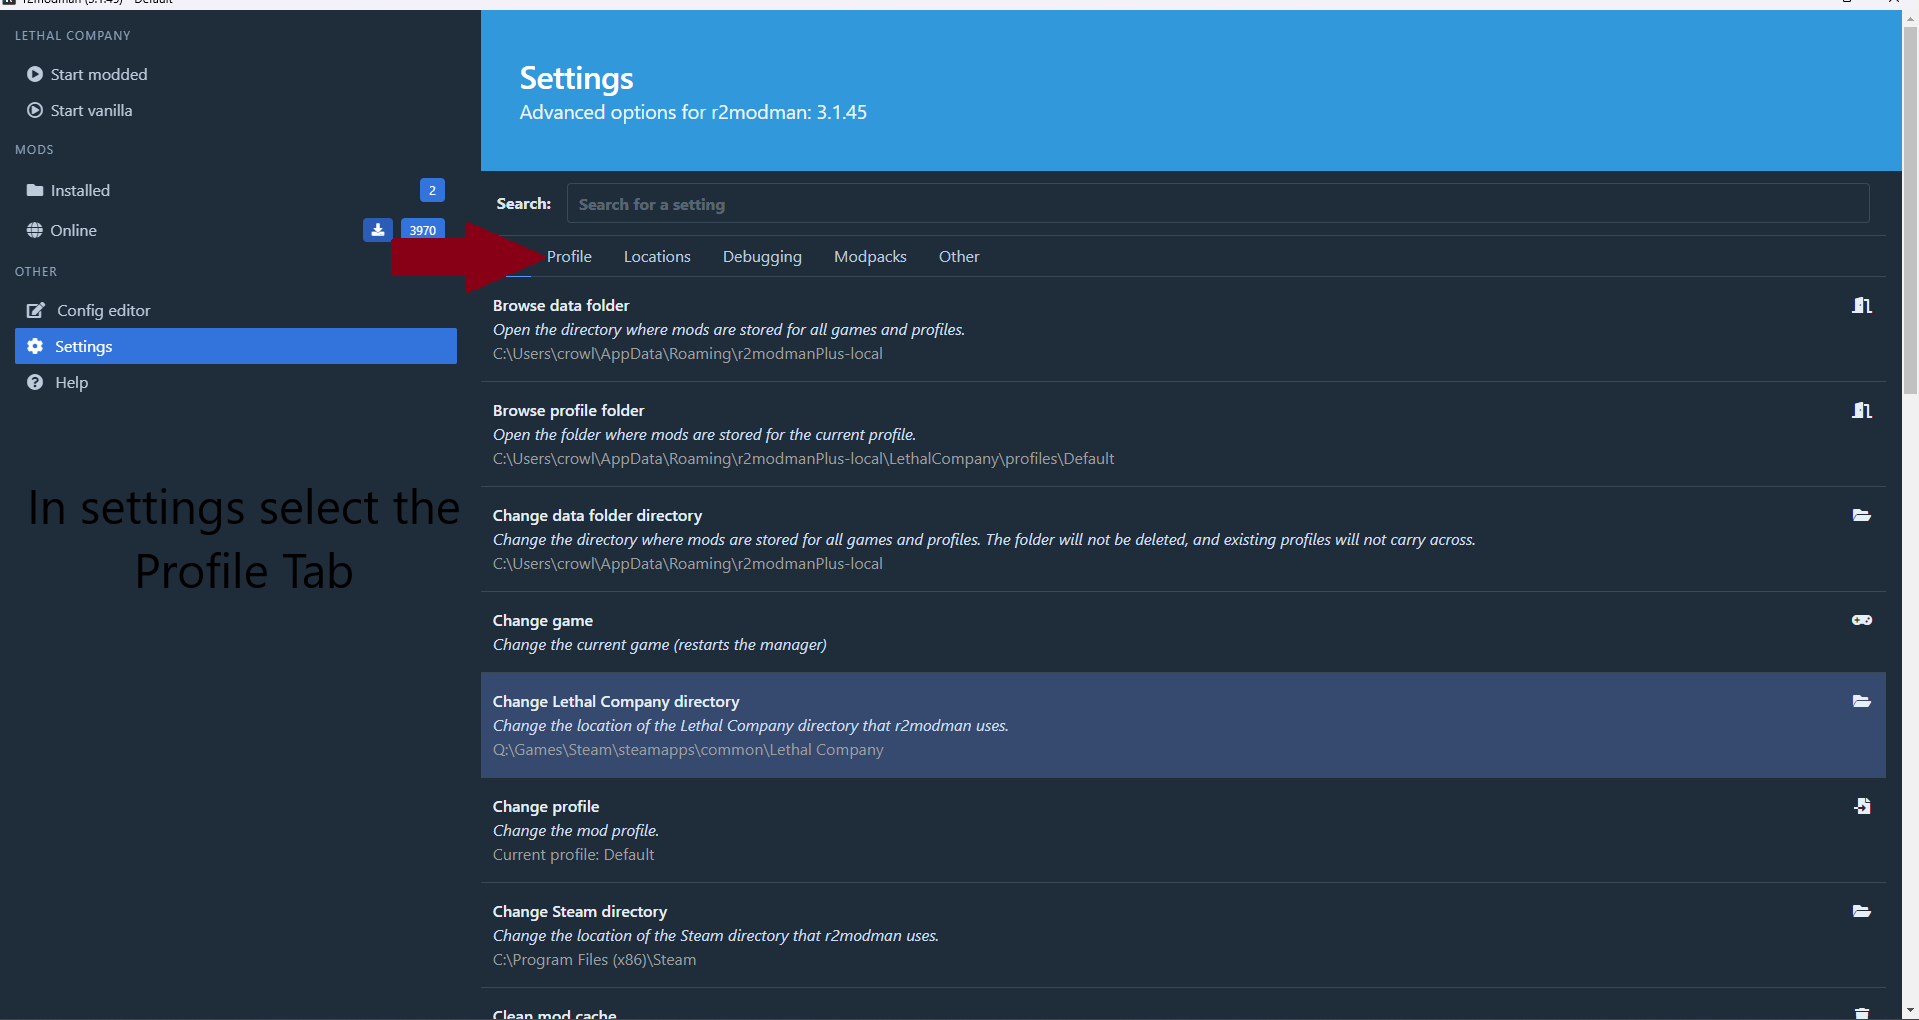 r2modman (3.1.45) - Default
LETHAL COMPANY
Start modded
Start vanilla
MODS
Installed 2
Online 3970
OTHER
Config editor
Settings
Help
In settings select the
Profile Tab
Settings
Advanced options for r2modman: 3.1.45
Search: Search for a setting
Profile Locations Debugging Modpacks Other
Browse data folder
Open the directory where mods are stored for all games and profiles.
C:\Users\crowl\AppData\Roaming\r2modmanPlus-local
Browse profile folder
Open the folder where mods are stored for the current profile.
C:\Users\crowl\AppData\Roaming\r2modmanPlus-local\LethalCompany\profiles\Default
Change data folder directory
Change the directory where mods are stored for all games and profiles. The folder will not be deleted, and existing profiles will not carry across.
C:\Users\crowl\AppData\Roaming\r2modmanPlus-local
Change game
Change the current game (restarts the manager)
Change Lethal Company directory
Change the location of the Lethal Company directory that r2modman uses.
Q:\Games\Steam\steamapps\common\Lethal Company
Change profile
Change the mod profile.
Current profile: Default
Change Steam directory
Change the location of the Steam directory that r2modman uses.
C:\Program Files (x86)\Steam
Clean mod cache